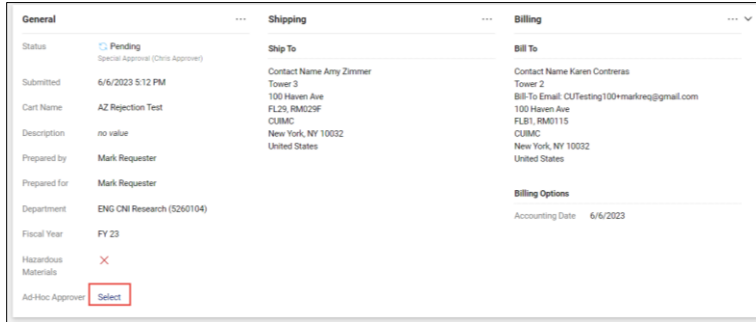 General
Status Pending
Special Approval (Chris Approver)
Submitted 6/6/2023 5:12 PM
Cart Name AZ Rejection Test
Description no value
Prepared by Mark Requester
Prepared for Mark Requester
Department ENG CNI Research (5260104)
Fiscal Year FY 23
Hazardous
Materials
Ad-Hoc Approver Select
Shipping
Ship To
Contact Name Amy Zimmer
Tower 3
100 Haven Ave
FL29, RM029F
CUIMC
New York, NY 10032
United States
Billing
Bill To
Contact Name Karen Contreras
Tower 2
Bill-To Email: CUTesting100+markreq@gmail.com
100 Haven Ave
FLB1, RM0115
CUIMC
New York, NY 10032
United States
Billing Options
Accounting Date 6/6/2023